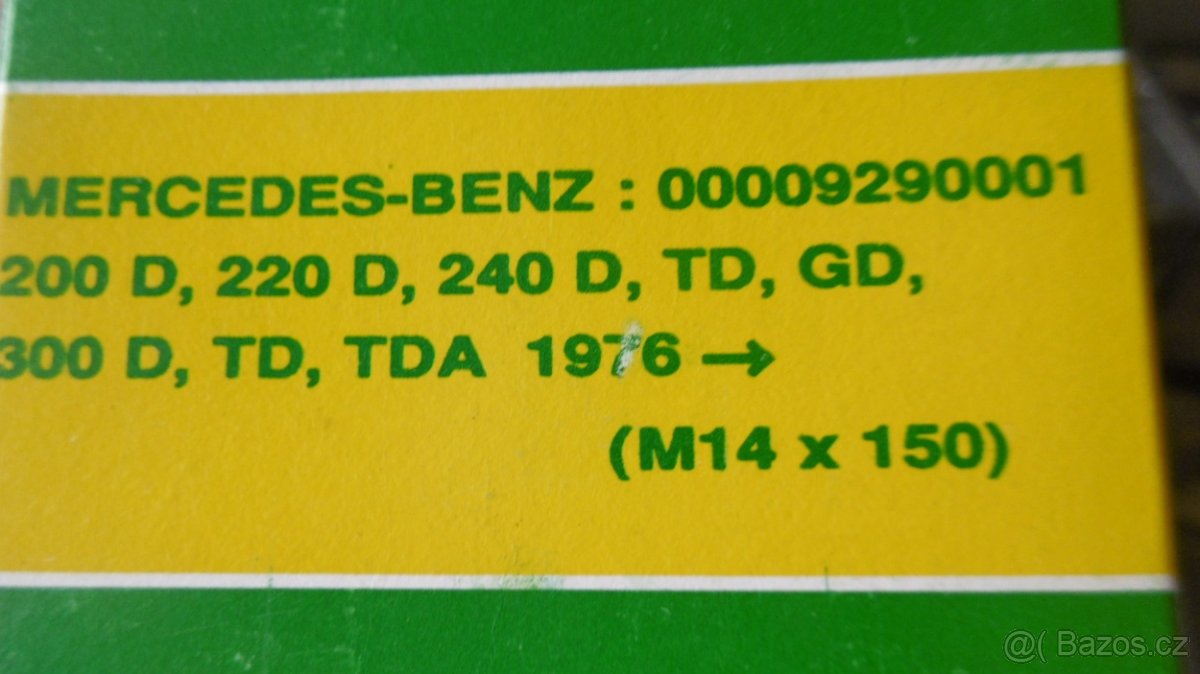 MERCEDES-BENZ : 00009290001
200 D, 220 D, 240 D, TD, GD,
300 D, TD, TDA 1976 →
(M14 x 150)
@( Bazos.cz